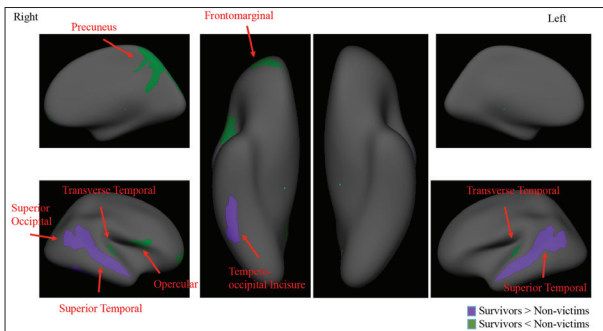 Right
Left
Precuneus
Frontomarginal
Transverse Temporal
Superior
Occipital
Opercular
Superior Temporal
Tempero-
occipital Incisure
Transverse Temporal
Superior Temporal
Survivors > Non-victims
Survivors < Non-victims